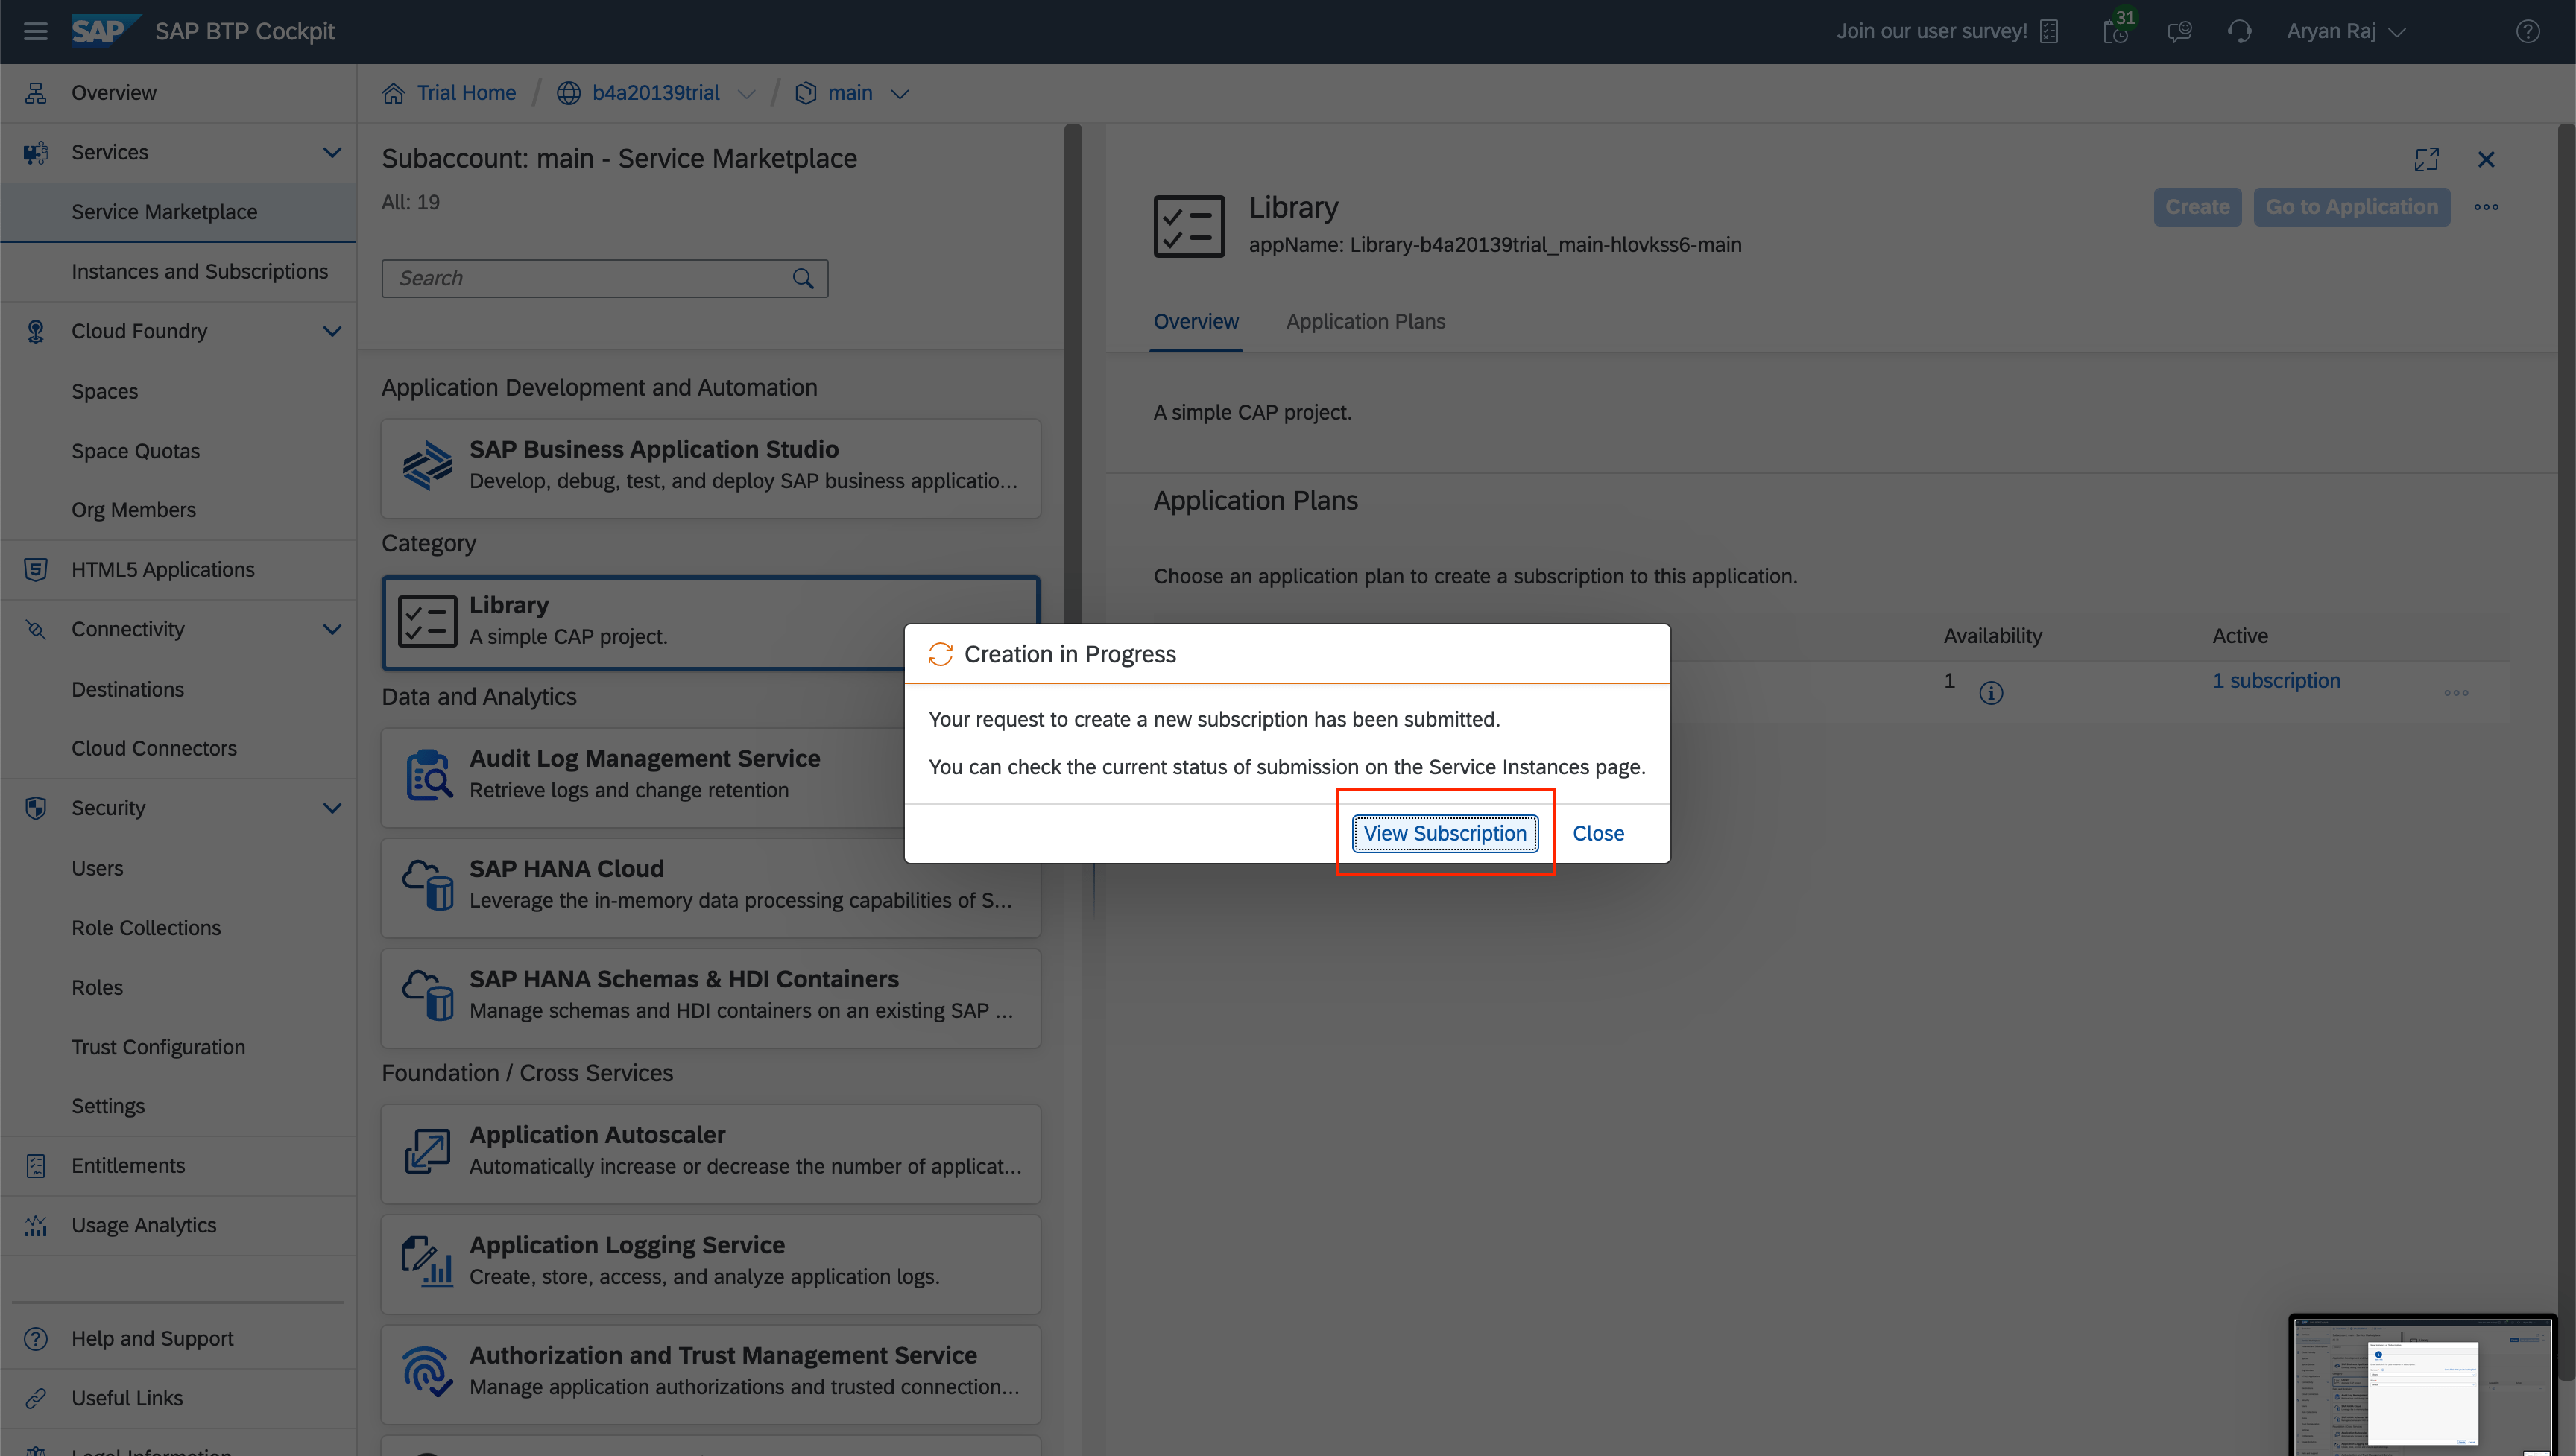 SAP
SAP BTP Cockpit
Join our user survey!
31
Aryan Raj
Overview
Services
Service Marketplace
Instances and Subscriptions
Cloud Foundry
Spaces
Space Quotas
Org Members
HTML5 Applications
Connectivity
Destinations
Cloud Connectors
Security
Users
Role Collections
Roles
Trust Configuration
Settings
Entitlements
Usage Analytics
Help and Support
Useful Links
Legal Information
Trial Home / b4a20139trial / main
Subaccount: main - Service Marketplace
All: 19
Search
Application Development and Automation
SAP Business Application Studio
Develop, debug, test, and deploy SAP business applicatio...
Category
Library
A simple CAP project.
Data and Analytics
Audit Log Management Service
Retrieve logs and change retention
SAP HANA Cloud
Leverage the in-memory data processing capabilities of S...
SAP HANA Schemas & HDI Containers
Manage schemas and HDI containers on an existing SAP ...
Foundation / Cross Services
Application Autoscaler
Automatically increase or decrease the number of applicat...
Application Logging Service
Create, store, access, and analyze application logs.
Authorization and Trust Management Service
Manage application authorizations and trusted connection...
Library
appName: Library-b4a20139trial_main-hlovkss6-main
Create
Go to Application
Overview
Application Plans
A simple CAP project.
Application Plans
Choose an application plan to create a subscription to this application.
Availability
Active
1
1 subscription
Creation in Progress
Your request to create a new subscription has been submitted.
You can check the current status of submission on the Service Instances page.
View Subscription
Close